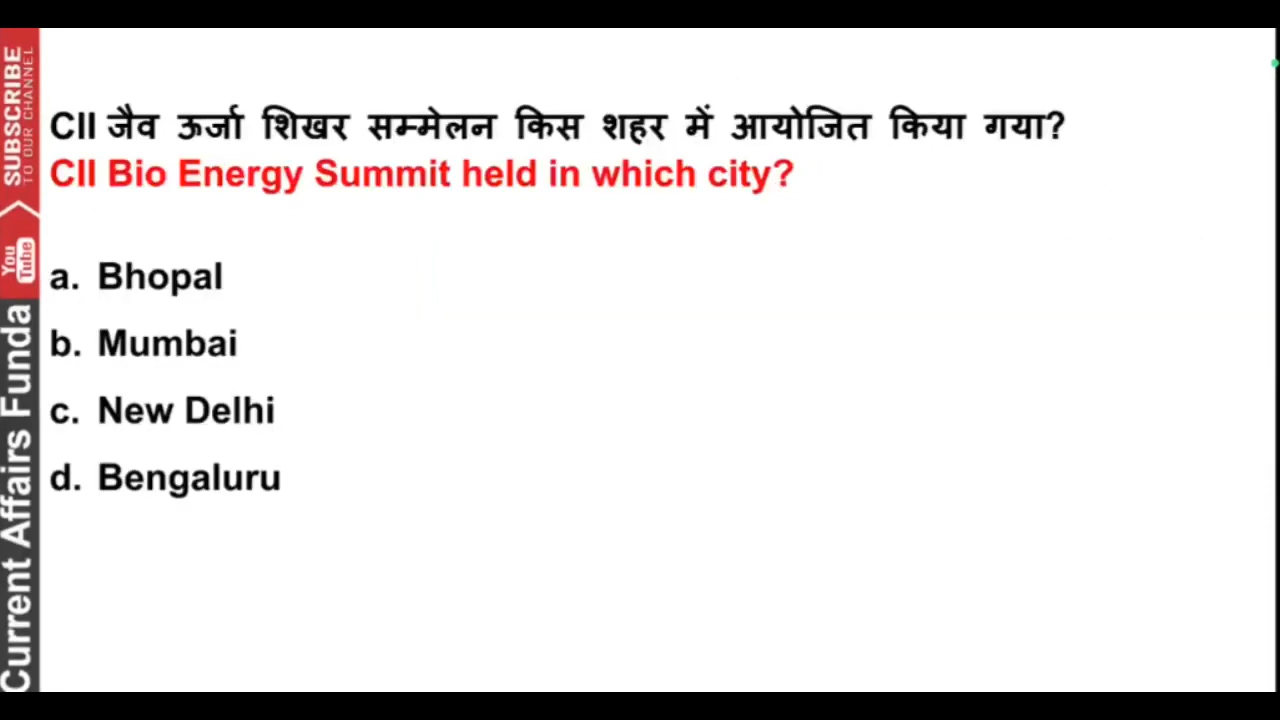 CII जैव ऊर्जा शिखर सम्मेलन किस शहर में आयोजित किया गया?
CII Bio Energy Summit held in which city?
a. Bhopal
b. Mumbai
c. New Delhi
d. Bengaluru
SUBSCRIBE
TO OUR CHANNEL
You Tube
Current Affairs Funda